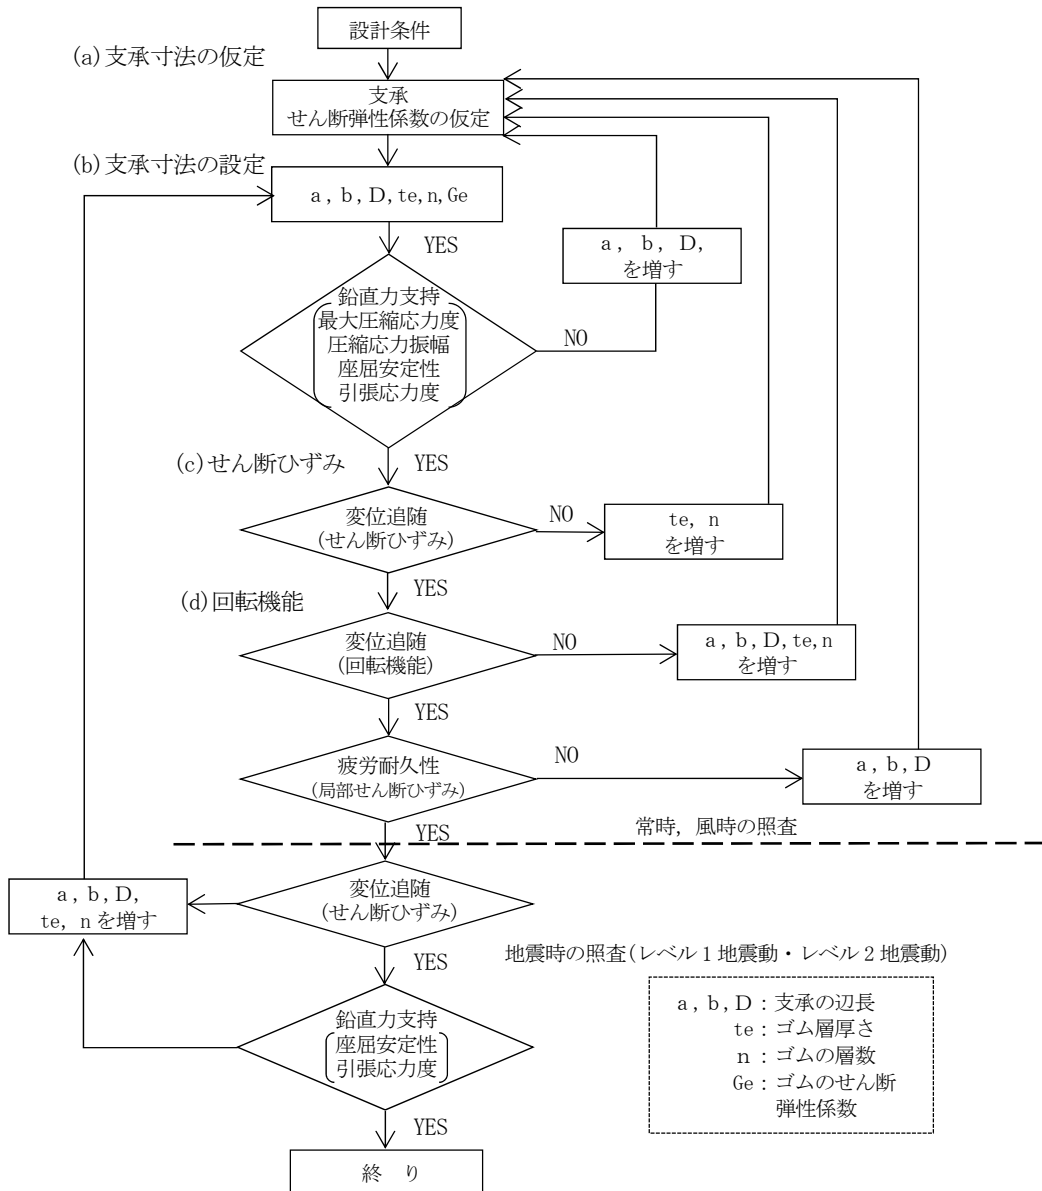 設計条件
(a)支承寸法の仮定
支承
せん断弾性係数の仮定
(b)支承寸法の設定
a, b, D, te, n, Ge
YES
a, b, D,
を増す
鉛直力支持
最大圧縮応力度
圧縮応力振幅
座屈安定性
引張応力度
NO
(c)せん断ひずみ
YES
変位追随
(せん断ひずみ)
NO
te, n
を増す
YES
(d)回転機能
変位追随
(回転機能)
NO
a, b, D, te, n
を増す
YES
疲労耐久性
(局部せん断ひずみ)
NO
a, b, D
を増す
YES
常時，風時の照査
a, b, D,
te, n を増す
変位追随
(せん断ひずみ)
YES
地震時の照査(レベル１地震動・レベル２地震動)
鉛直力支持
座屈安定性
引張応力度
a, b, D：支承の辺長
te：ゴム層厚さ
n：ゴムの層数
Ge：ゴムのせん断
弾性係数
YES
終 り